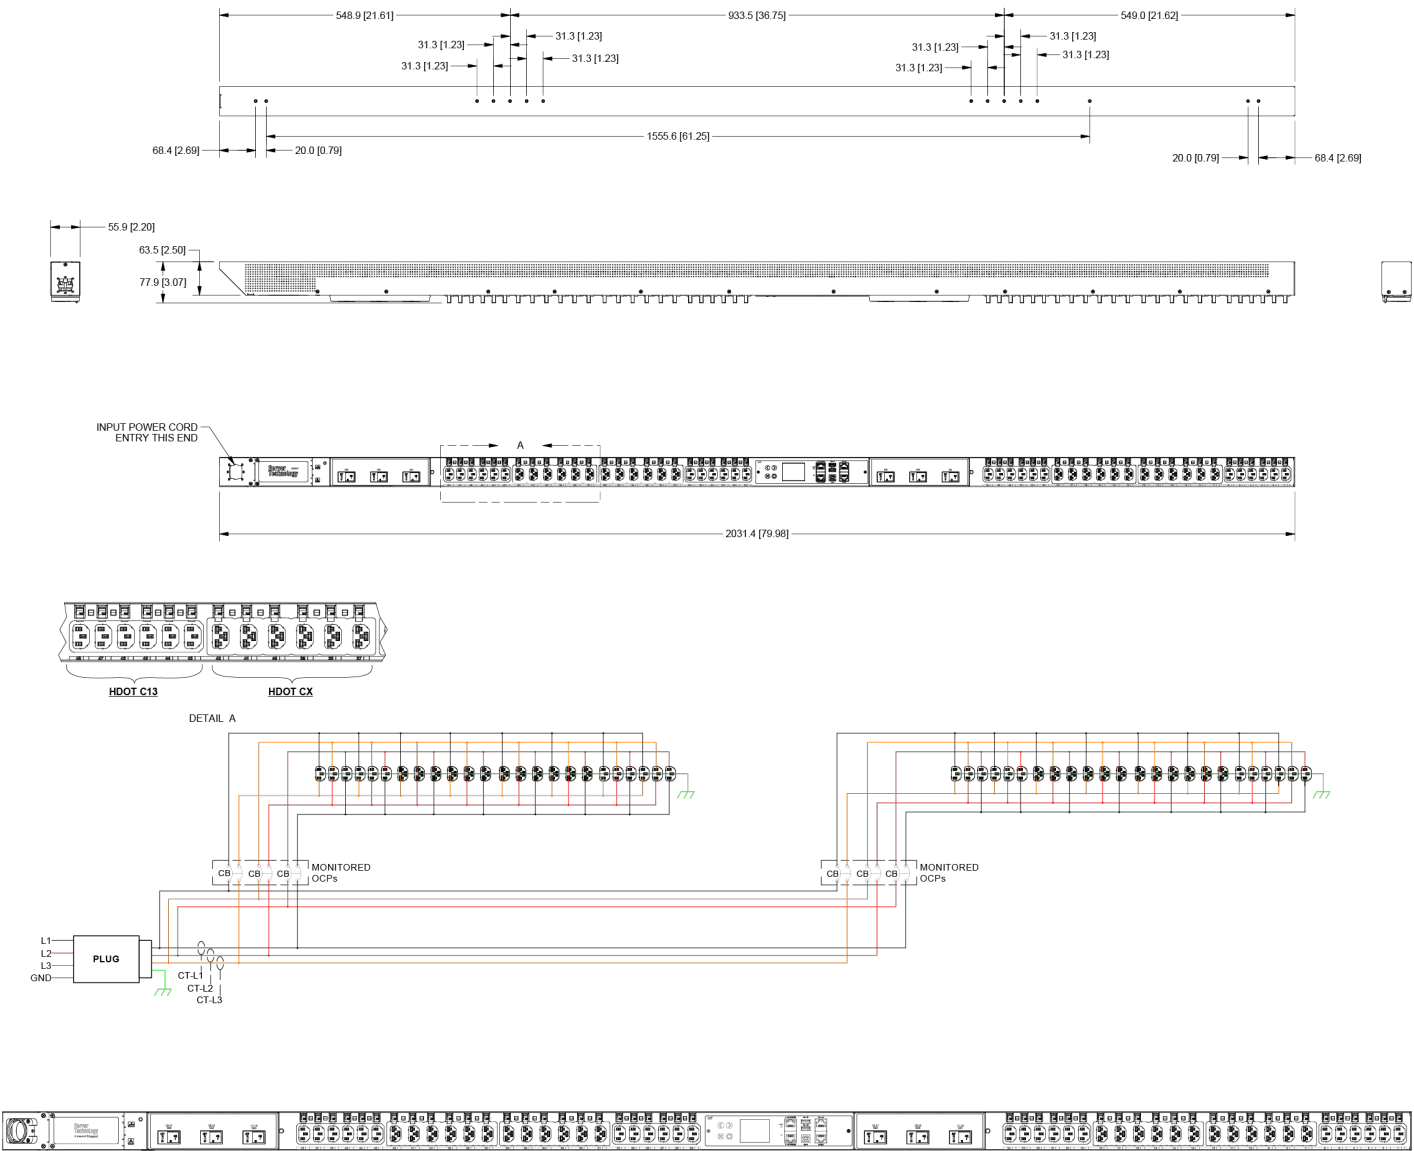 548.9 [21.61]
933.5 [36.75]
549.0 [21.62]
31.3 [1.23]
31.3 [1.23]
31.3 [1.23]
31.3 [1.23]
31.3 [1.23]
31.3 [1.23]
31.3 [1.23]
31.3 [1.23]
1555.6 [61.25]
68.4 [2.69]
20.0 [0.79]
20.0 [0.79]
68.4 [2.69]
55.9 [2.20]
63.5 [2.50]
77.9 [3.07]
INPUT POWER CORD
ENTRY THIS END
A
Server
Technology
2031.4 [79.98]
HDOT C13
HDOT CX
DETAIL A
CB
CB
CB
MONITORED
OCPs
CB
CB
CB
MONITORED
OCPs
L1
L2
L3
GND
PLUG
CT-L1
CT-L2
CT-L3
Server
Technology